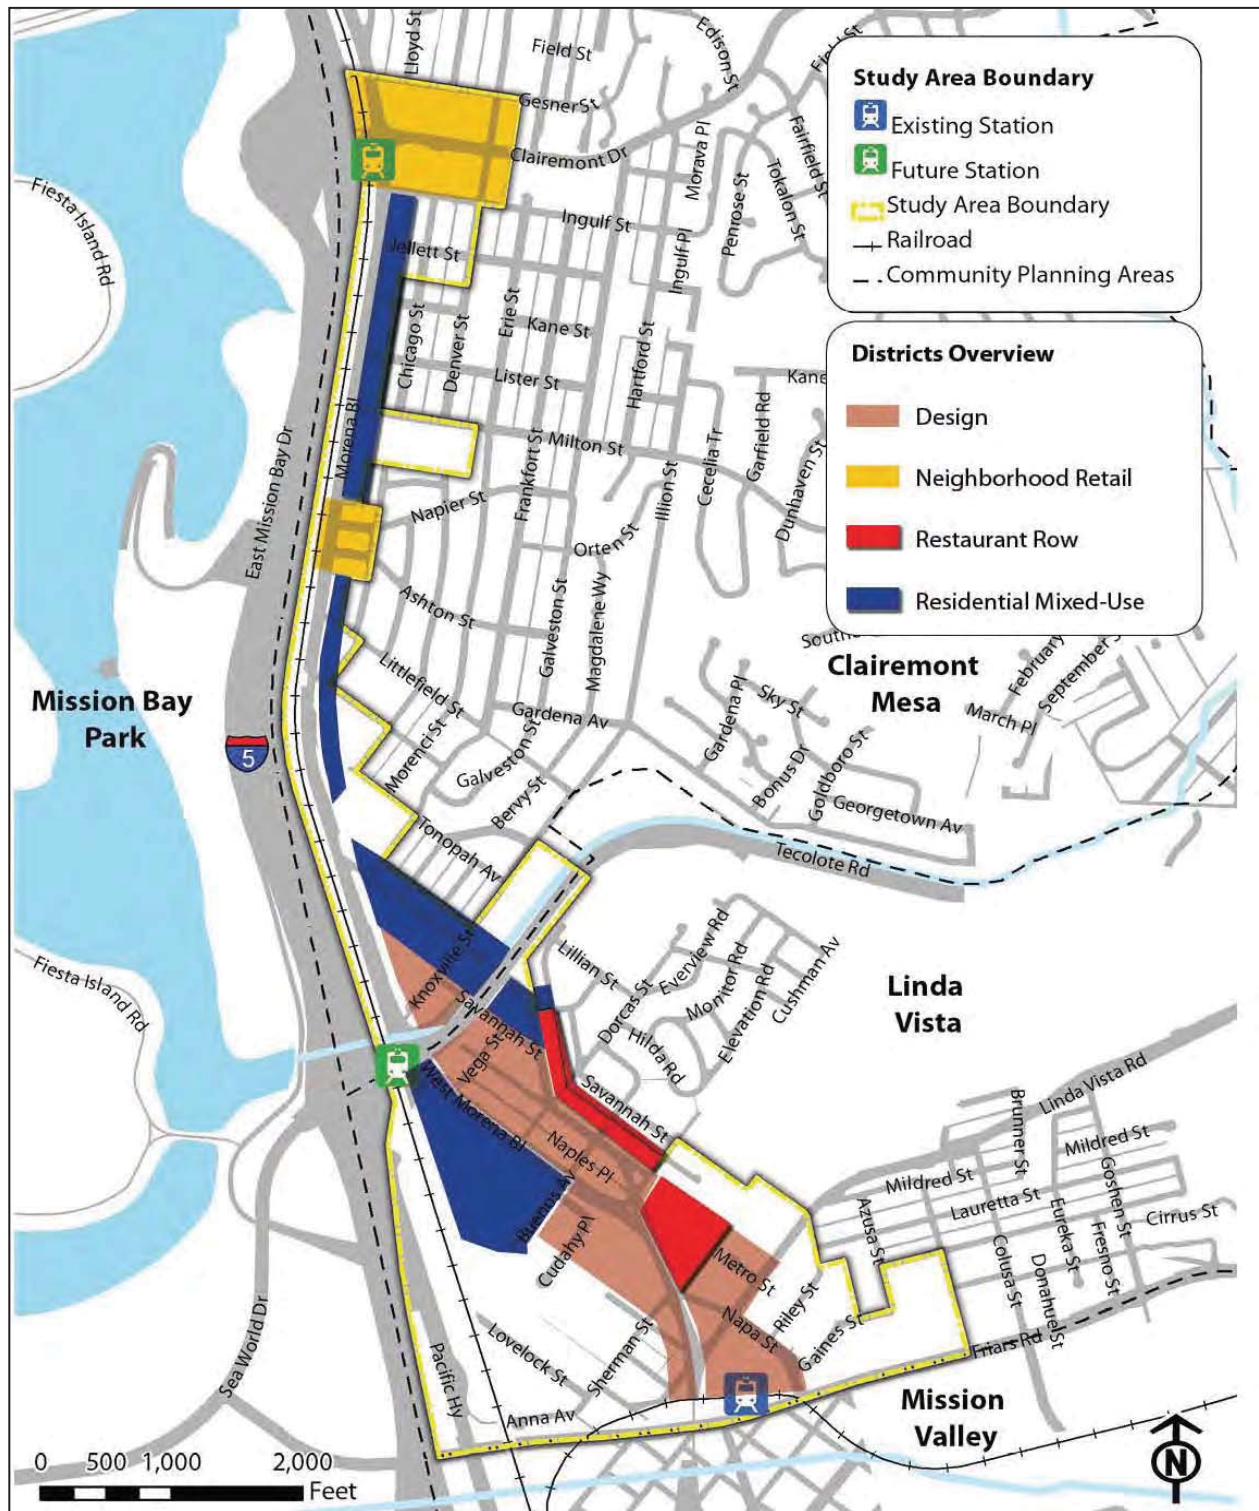 Lloyd St
Field St
Edison St
Field St
Gesner St
Clairemont Dr
Morava Pl
Fairfield St
Tokalon St
Penrose St
Ingulf St
Ingulf Pl
Jellett St
Fiesta Island Rd
Chicago St
Denver St
Erie St
Kane St
Hartford St
Lister St
Kane
Morena Bl
Milton St
Frankfort St
Cecelia Tr
Garfield Rd
Dunhaven St
Illion St
Napier St
East Mission Bay Dr
Orten St
Ashton St
Galveston St
Magdalene Wy
Littlefield St
Gardena Av
Morenci St
Galveston St
Bervy St
Gardena Pl
Sky St
Bonus Dr
Goldboro St
Georgetown Av
February
September S
March Pl
Tonopah Av
Tecolote Rd
Study Area Boundary
Existing Station
Future Station
Study Area Boundary
Railroad
Community Planning Areas
Districts Overview
Design
Neighborhood Retail
Restaurant Row
Residential Mixed-Use
Clairemont
Mesa
Mission Bay
Park
5
Fiesta Island Rd
Knoxville St
Lillian St
Everview Rd
Monitor Rd
Cushman Av
Dorcas St
Elevation Rd
Hilda Rd
Savannah St
Vega St
Savannah St
West Morena Bl
Naples Pl
Buenos Av
Cudahy Pl
Linda
Vista
Linda Vista Rd
Brunner St
Mildred St
Mildred St
Goshen St
Lauretta St
Azusa St
Eureka St
Fresno St
Cirrus St
Colusa St
Donahue St
Metro St
Riley St
Napa St
Gaines St
Friars Rd
Lovelock St
Sherman St
Sea World Dr
Pacific Hy
Anna Av
Mission
Valley
0 500 1,000 2,000
Feet
N